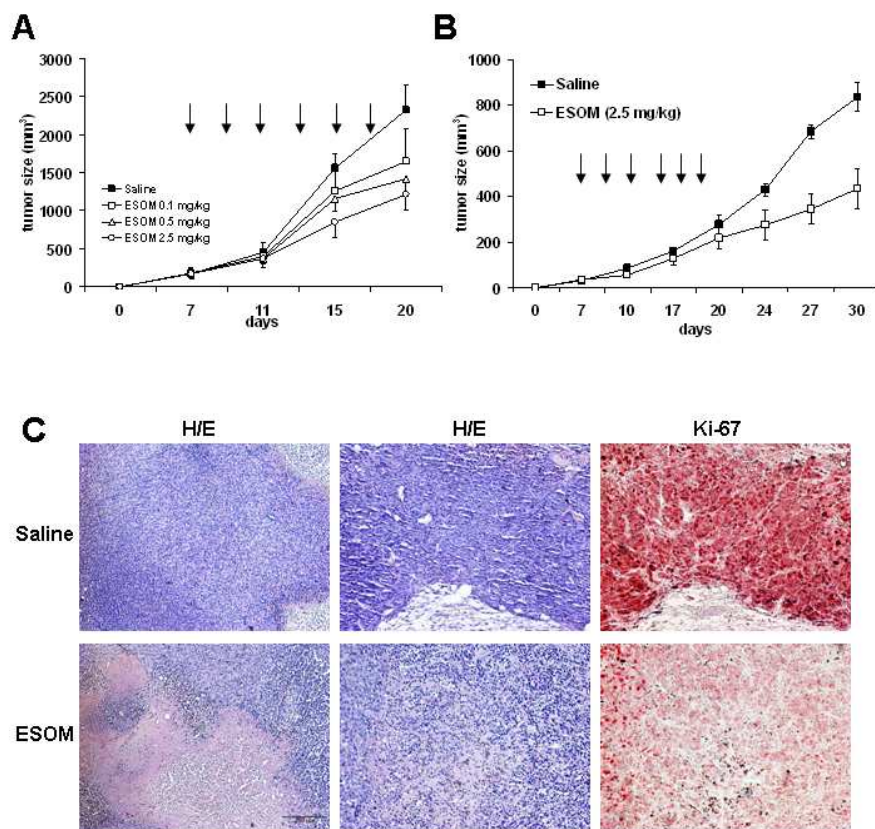 A
tumor size (mm³)
3000
2500
2000
1500
1000
500
0
Saline
ESOM 0.1 mg/kg
ESOM 0.5 mg/kg
ESOM 2.5 mg/kg
0 7 11 15 20
days
B
tumor size (mm³)
1000
800
600
400
200
0
Saline
ESOM (2.5 mg/kg)
0 7 10 17 20 24 27 30
days
C
H/E H/E Ki-67
Saline
ESOM